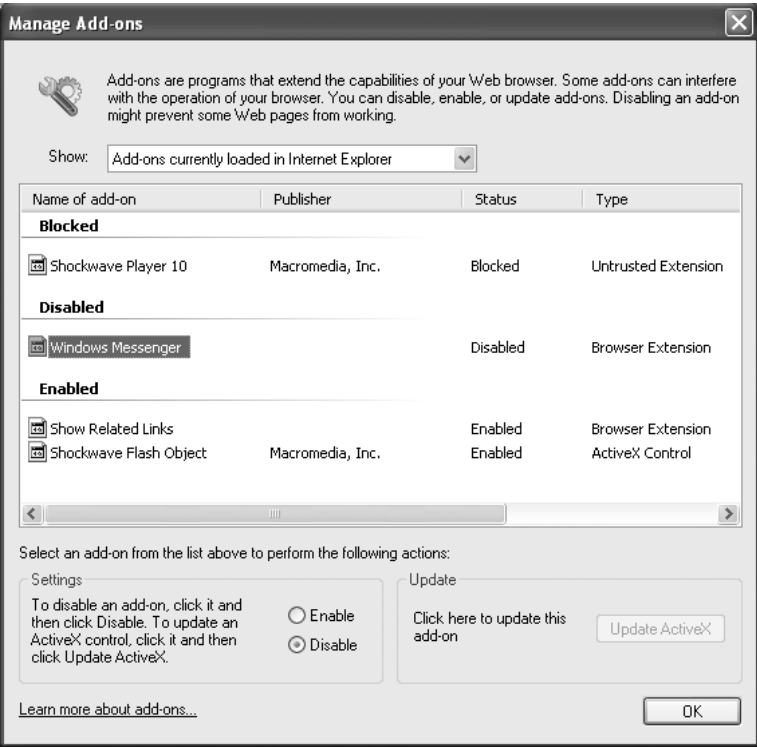 Manage Add-ons
Add-ons are programs that extend the capabilities of your Web browser. Some add-ons can interfere
with the operation of your browser. You can disable, enable, or update add-ons. Disabling an add-on
might prevent some Web pages from working.
Show: Add-ons currently loaded in Internet Explorer
Name of add-on Publisher Status Type
Blocked
Shockwave Player 10 Macromedia, Inc. Blocked Untrusted Extension
Disabled
Windows Messenger Disabled Browser Extension
Enabled
Show Related Links Enabled Browser Extension
Shockwave Flash Object Macromedia, Inc. Enabled ActiveX Control
Select an add-on from the list above to perform the following actions:
Settings
To disable an add-on, click it and
then click Disable. To update an
ActiveX control, click it and then
click Update ActiveX.
Enable
Disable
Update
Click here to update this
add-on
Update ActiveX
Learn more about add-ons...
OK